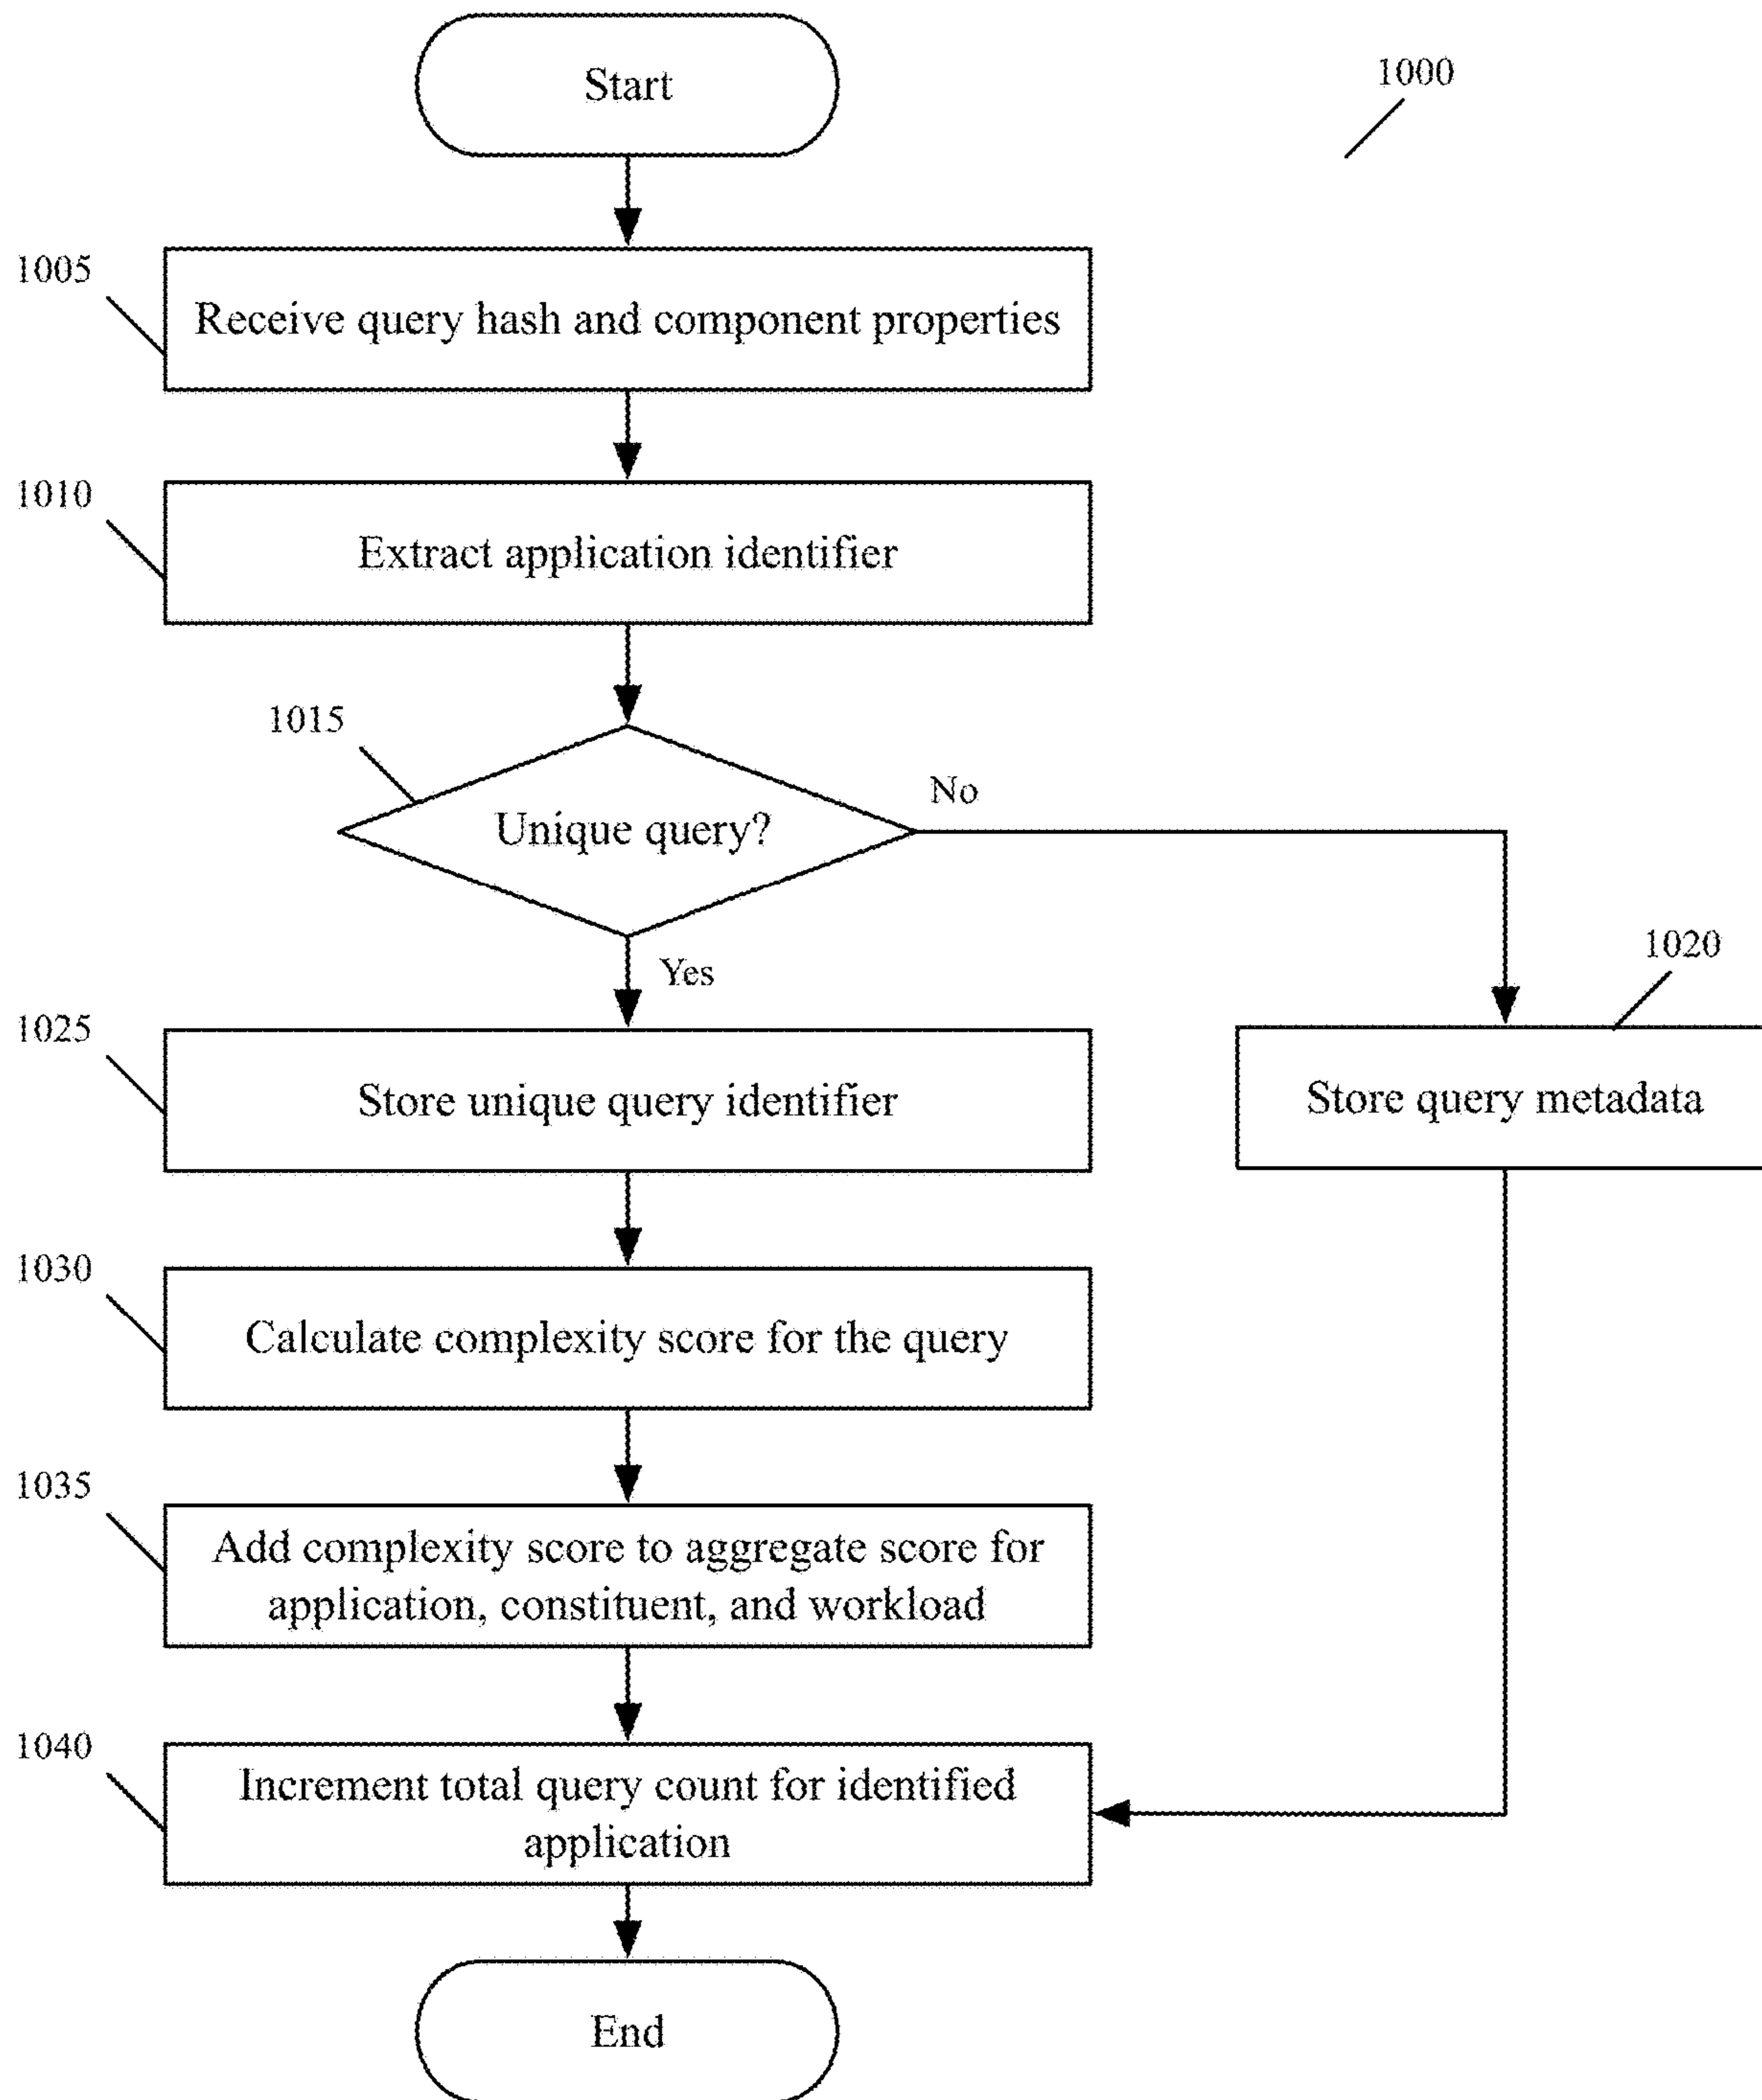 Start
1000
1005
Receive query hash and component properties
1010
Extract application identifier
1015
Unique query?
No
Yes
1020
1025
Store unique query identifier
Store query metadata
1030
Calculate complexity score for the query
1035
Add complexity score to aggregate score for
application, constituent, and workload
1040
Increment total query count for identified
application
End